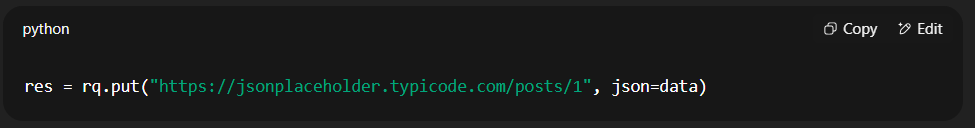 python
Copy
Edit
res = rq.put("https://jsonplaceholder.typicode.com/posts/1", json=data)